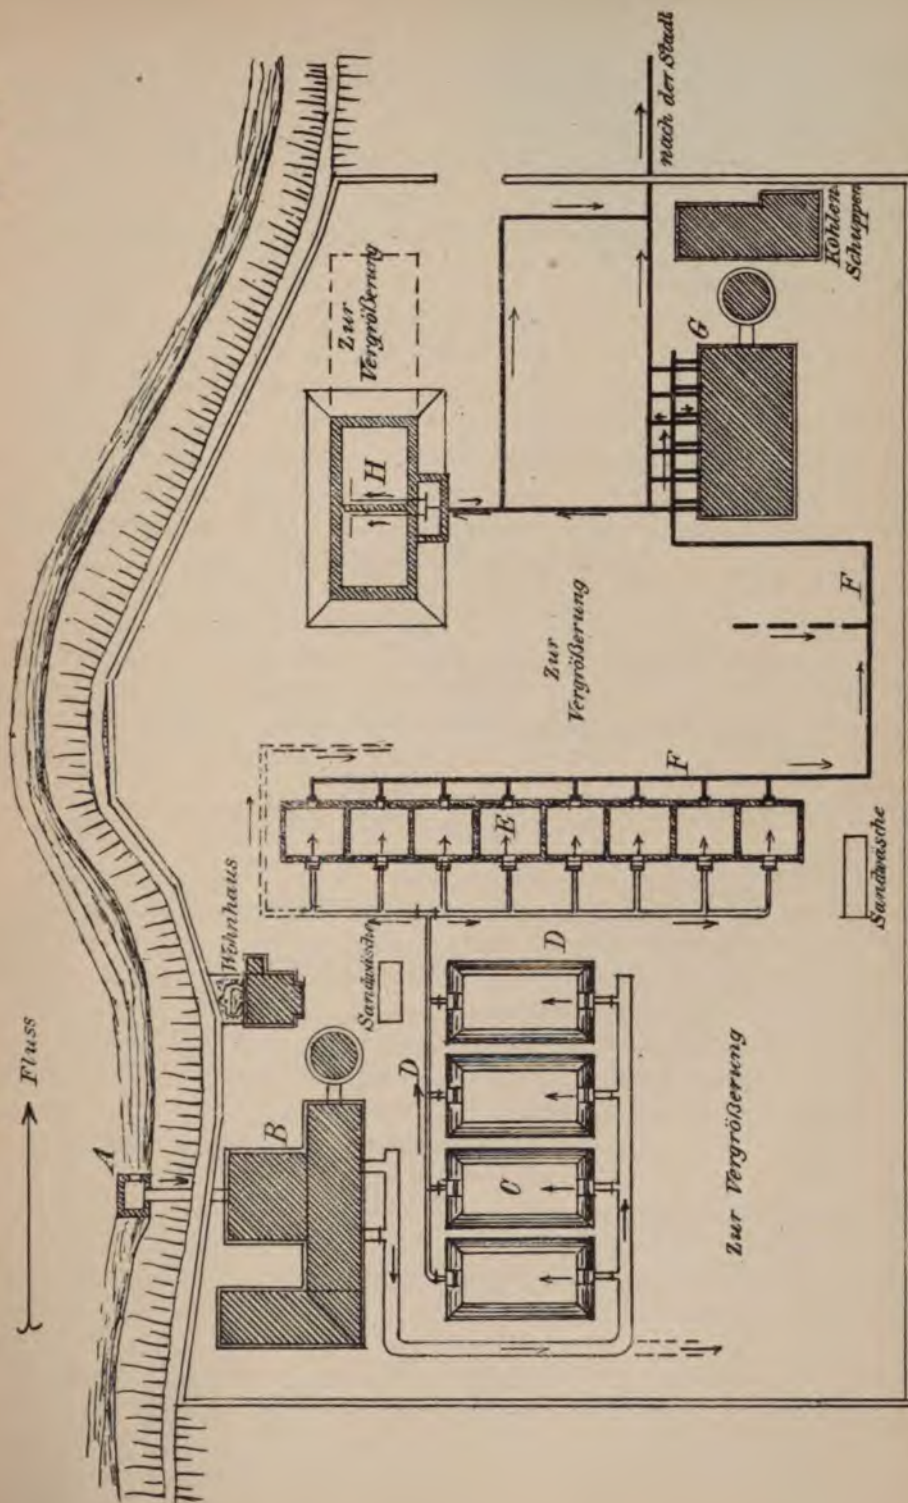 Fluss
A
Wohnhaus
B
Zur
Vergrößerung
Sandwäsche
H
D
C
E
D
Zur
Vergrößerung
nach der Stadt
F
G
Zur Vergrößerung
Kohlen
Schuppen
F
Sandwäsche